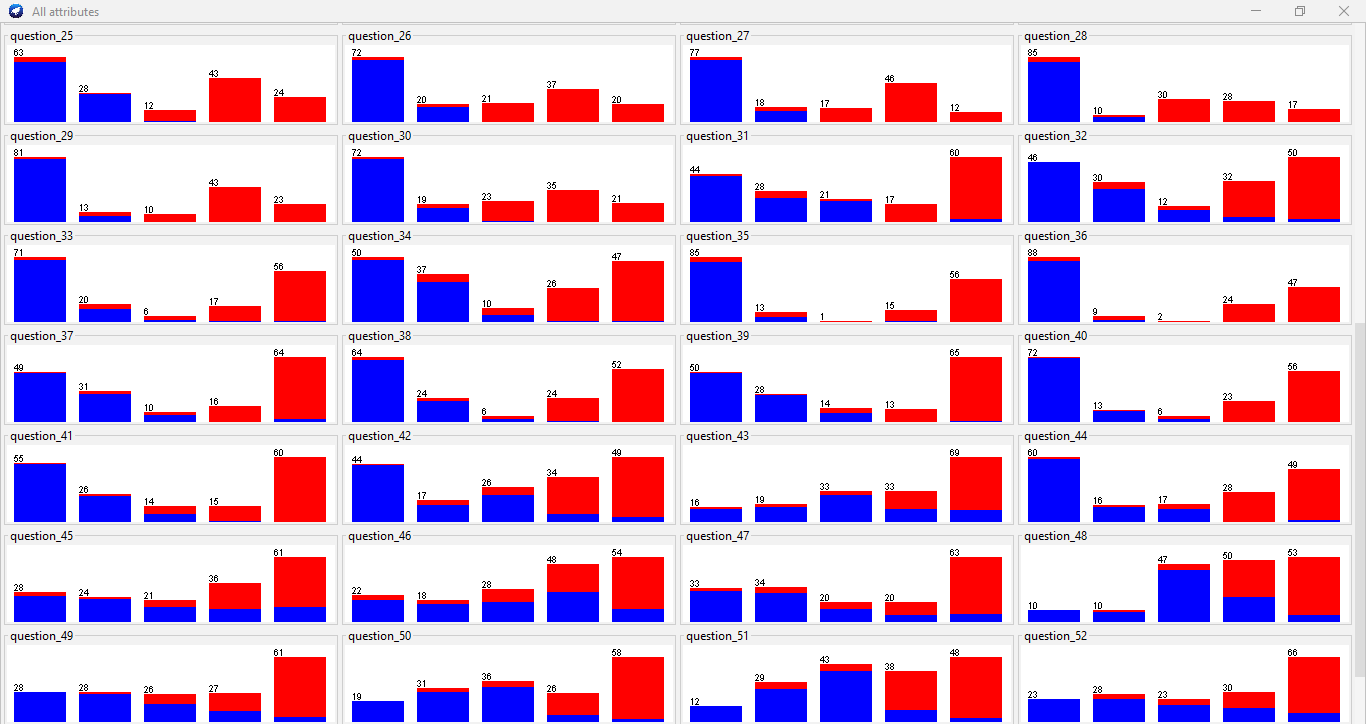 All attributes
question_25 question_26 question_27 question_28
63 28 12 43 24 72 20 21 37 20 77 18 17 46 12 85 10 30 28 17
question_29 question_30 question_31 question_32
81 13 10 43 23 72 19 23 35 21 44 28 21 17 60 46 30 12 32 50
question_33 question_34 question_35 question_36
71 20 6 17 56 50 37 10 26 47 85 13 1 15 56 88 9 2 24 47
question_37 question_38 question_39 question_40
49 31 10 16 64 64 24 6 24 52 50 28 14 13 65 72 13 6 23 56
question_41 question_42 question_43 question_44
55 26 14 15 60 44 17 26 34 49 16 19 33 33 69 60 16 17 28 49
question_45 question_46 question_47 question_48
28 24 21 36 61 22 18 28 48 54 33 34 20 20 63 10 10 47 50 53
question_49 question_50 question_51 question_52
28 28 26 27 61 19 31 36 26 58 12 29 43 38 48 23 28 23 30 66